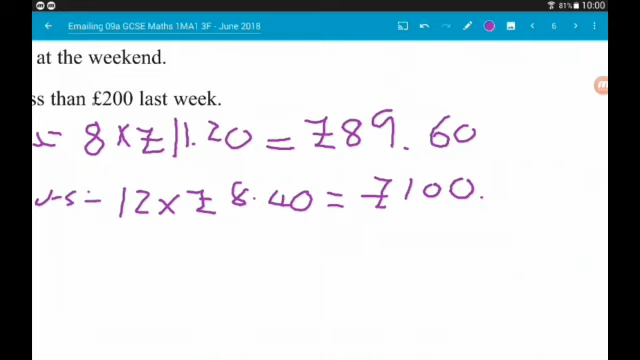 81% 10:00
Emailing 09a GCSE Maths 1MA1 3F - June 2018
6
at the weekend.
ss than £200 last week.
s= 8 x £11.20 = £89.60
12 x £8.40 = £100.